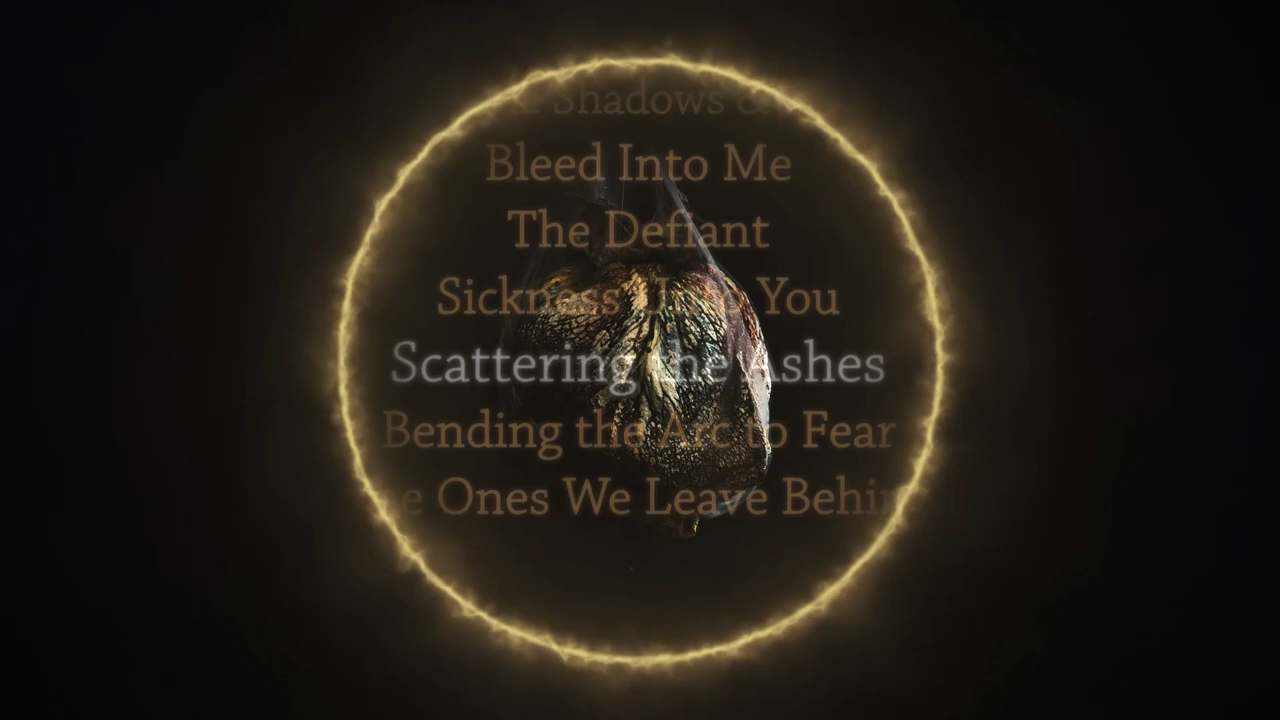 Shadows
Bleed Into Me
The Defiant
Sickness Unto You
Scattering the Ashes
Bending the Arc to Fear
Ones We Leave